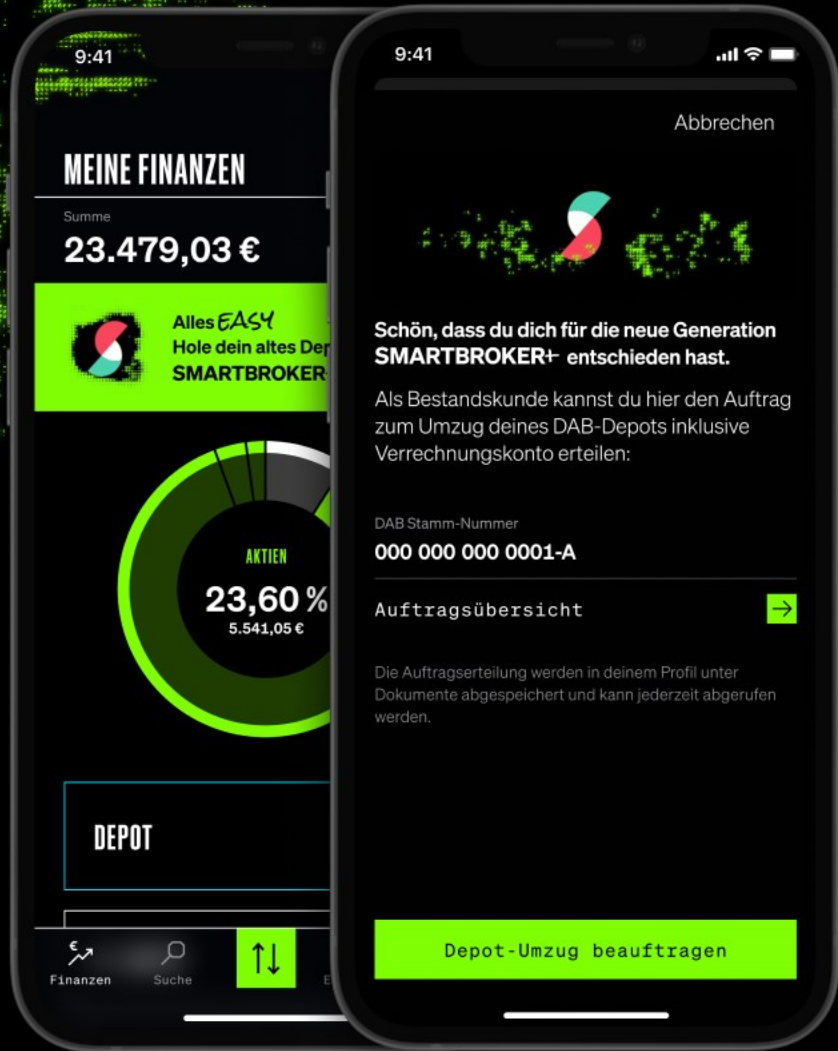 9:41
MEINE FINANZEN
Summe
23.479,03 €
Alles EASY
Hole dein altes
SMARTBROKER
AKTIEN
23,60 %
5.541,05 €
DEPOT
Finanzen
Suche
9:41
Abbrechen
Schön, dass du dich für die neue Generation
SMARTBROKER+ entschieden hast.
Als Bestandskunde kannst du hier den Auftrag
zum Umzug deines DAB-Depots inklusive
Verrechnungskonto erteilen:
DAB Stamm-Nummer
000 000 000 0001-A
Auftragsübersicht
Die Auftragserteilung werden in deinem Profil unter
Dokumente abgespeichert und kann jederzeit abgerufen
werden.
Depot-Umzug beauftragen